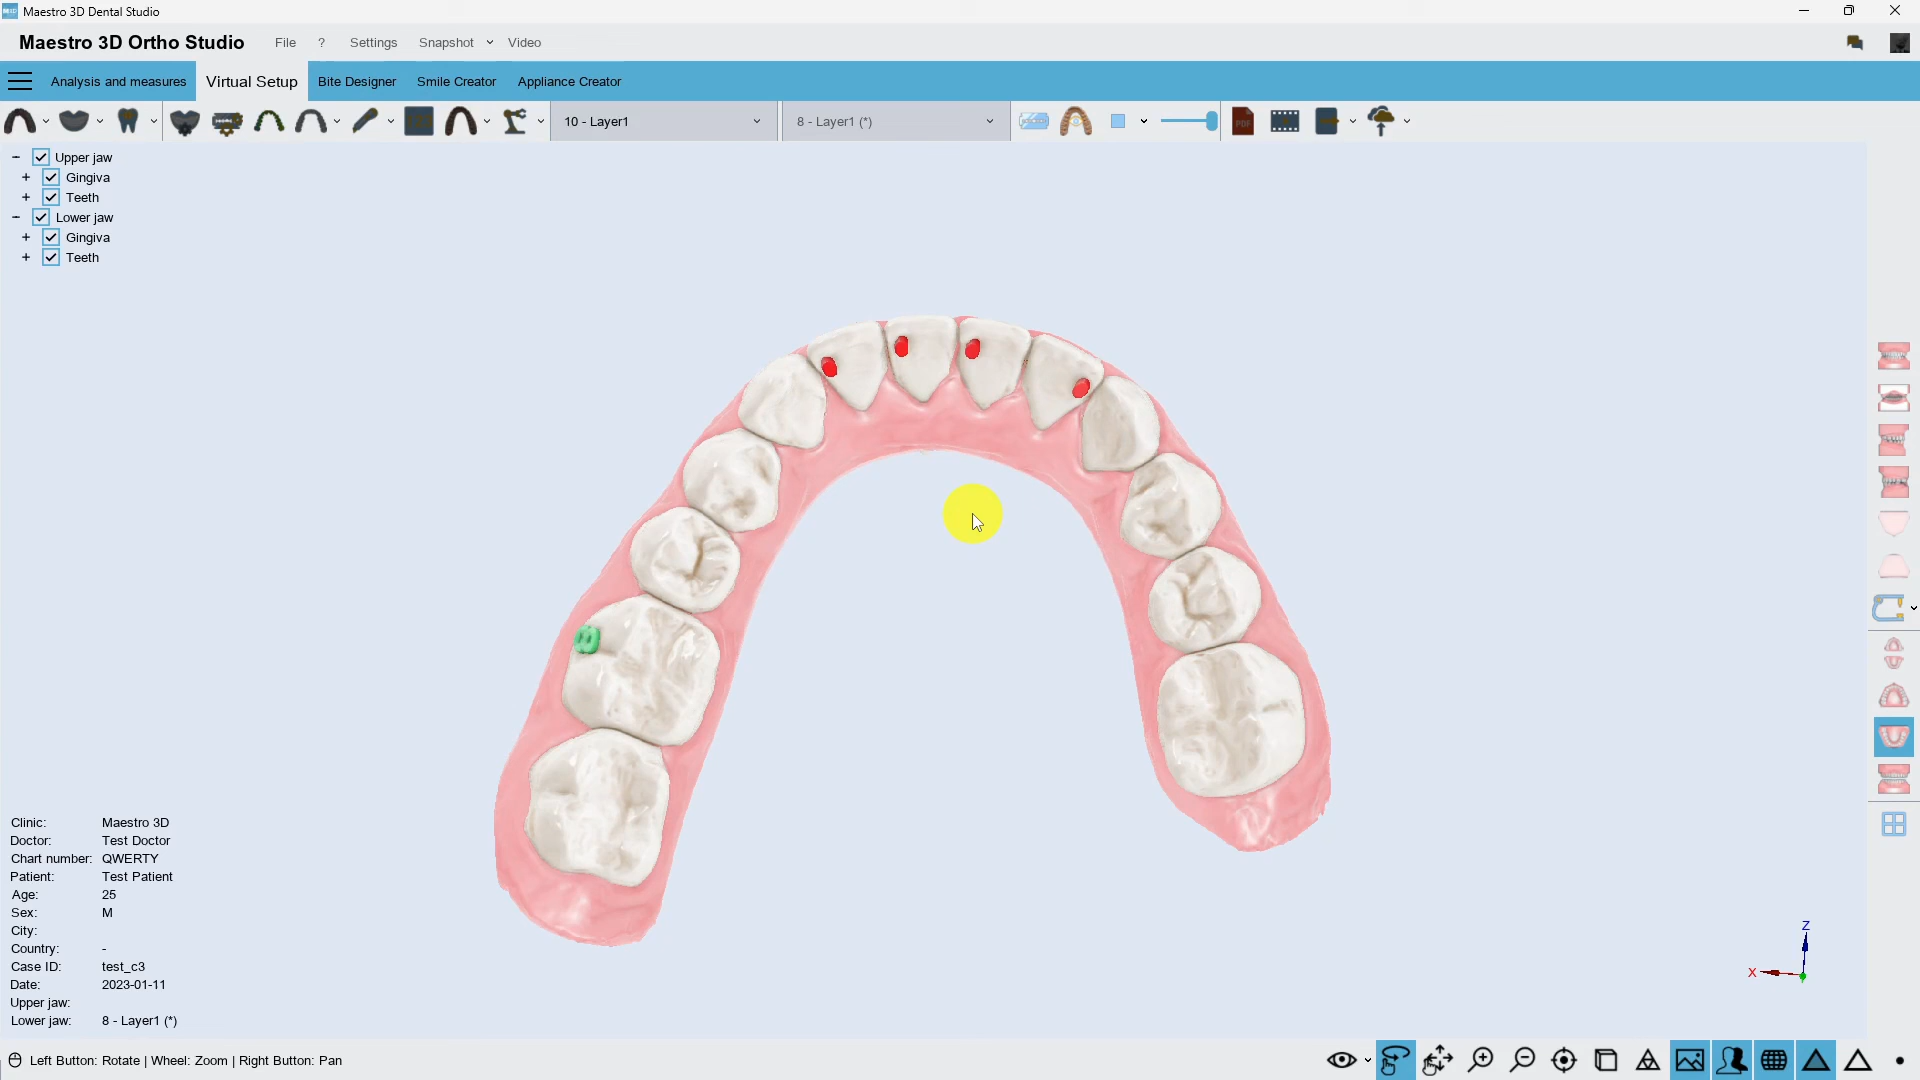 Maestro 3D Dental Studio
Maestro 3D Ortho Studio
File ? Settings Snapshot Video
Analysis and measures Virtual Setup Bite Designer Smile Creator Appliance Creator
10 - Layer1 8 - Layer1 (*) PDF
Upper jaw
Gingiva
Teeth
Lower jaw
Gingiva
Teeth
Clinic: Maestro 3D
Doctor: Test Doctor
Chart number: QWERTY
Patient: Test Patient
Age: 25
Sex: M
City:
Country: -
Case ID: test_c3
Date: 2023-01-11
Upper jaw:
Lower jaw: 8 - Layer1 (*)
Z
X
Left Button: Rotate | Wheel: Zoom | Right Button: Pan